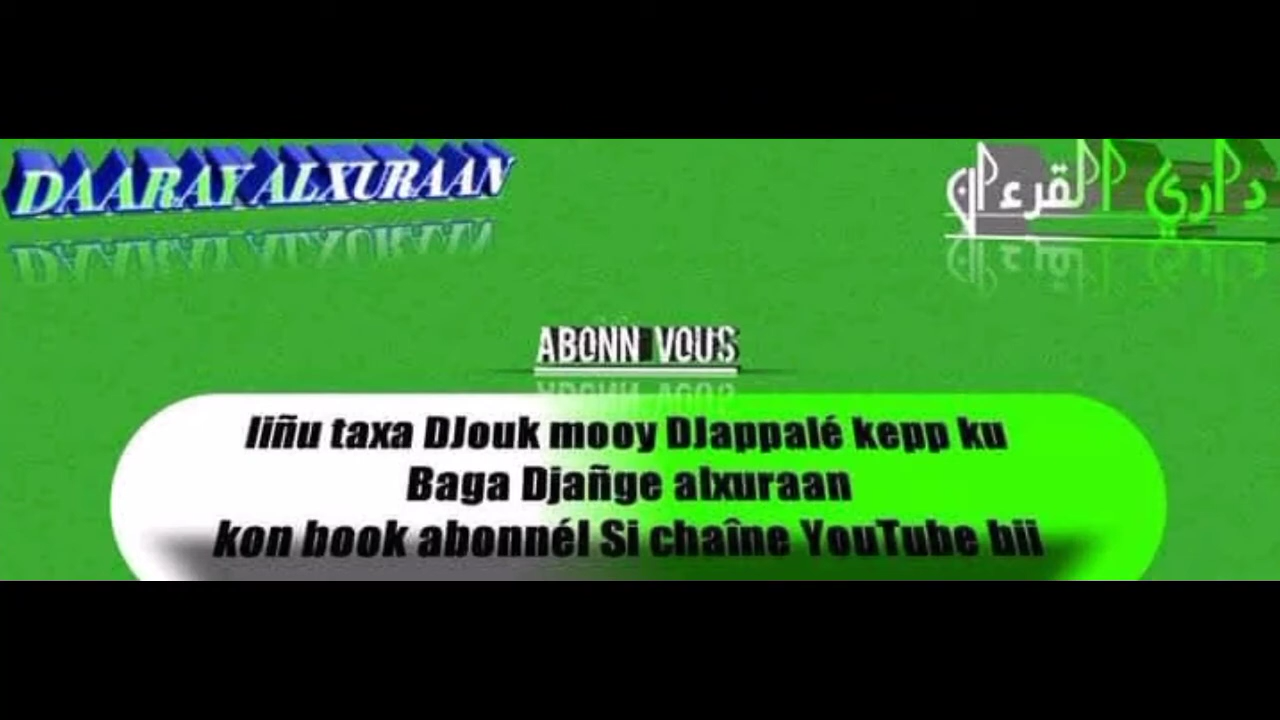 DAARAY ALXURAAN
داري القرءان
ABONN VOUS
liñu taxa DJouk mooy DJappalé kepp ku
Baga Djañge alxuraan
kon book abonnél Si chaîne YouTube bii